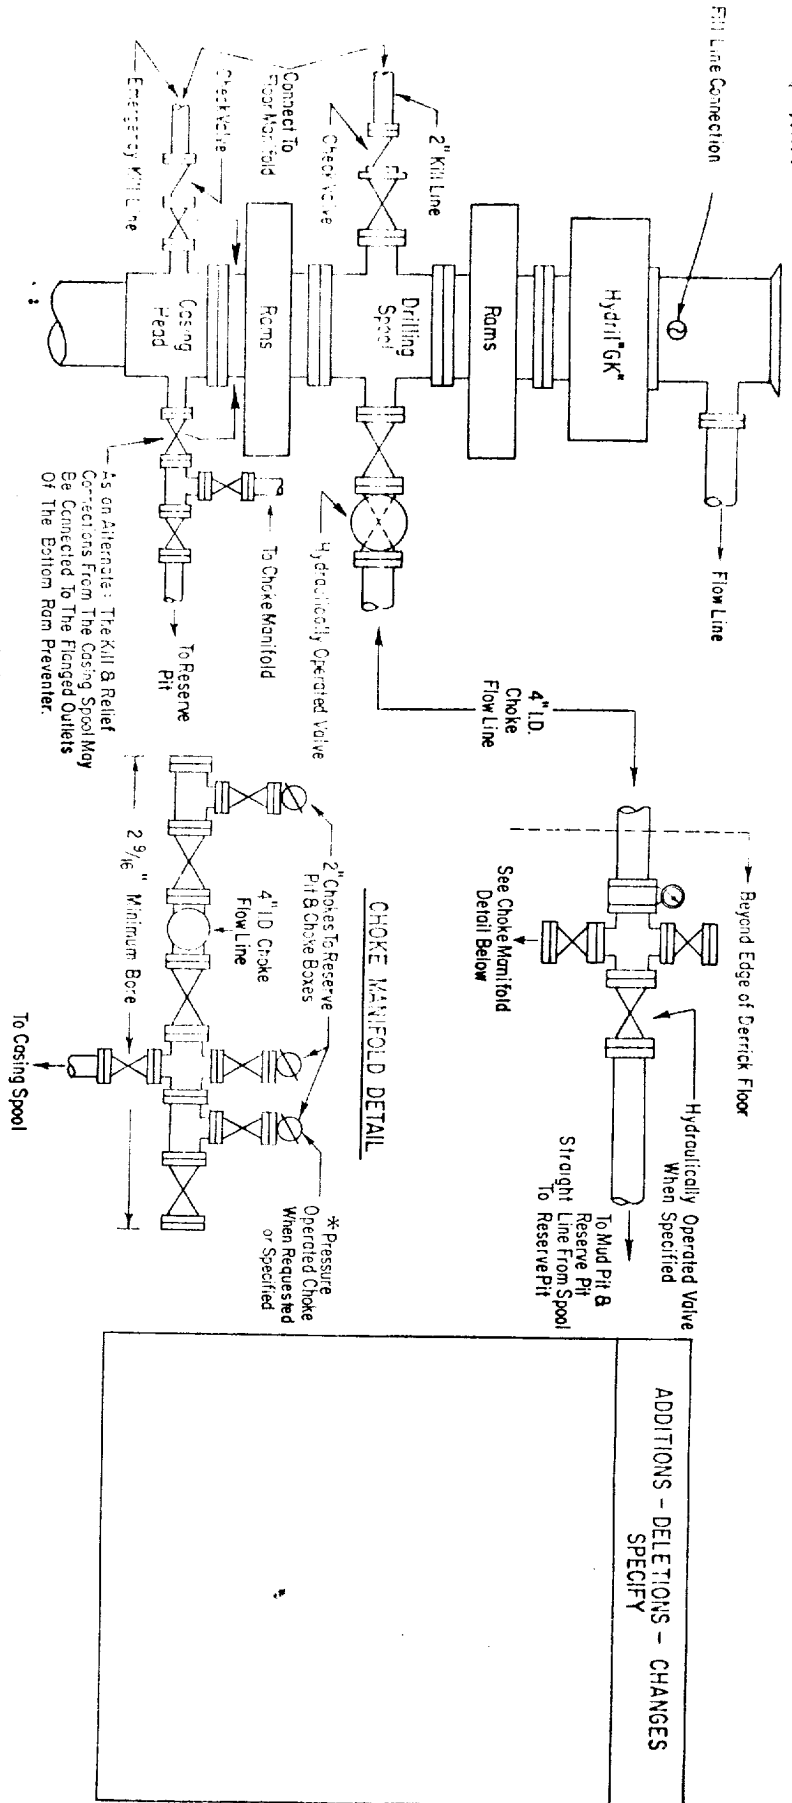 Fill Line Connection
Flow Line
Hydril "GK"
Rams
2" Kill Line
Check Valve
Drilling
Spool
Hydraulically Operated Valve
4" I.D.
Choke
Flow Line
Connect To
Floor Manifold
Rams
Check Valve
Emergency Kill Line
Casing
Head
To Choke Manifold
To Reserve
Pit
As an Alternate: The Kill & Relief
Connections From The Casing Spool May
Be Connected To The Flanged Outlets
Of The Bottom Ram Preventer.
Beyond Edge of Derrick Floor
Hydraulically Operated Valve
When Specified
See Choke Manifold
Detail Below
To Mud Pit &
Reserve Pit
Straight Line From Spool
To Reserve Pit
CHOKE MANIFOLD DETAIL
2" Chokes To Reserve
Pit & Choke Boxes
4" I.D. Choke
Flow Line
*Pressure
Operated Choke
When Requested
or Specified
2 9/16" Minimum Bore
To Casing Spool
ADDITIONS - DELETIONS - CHANGES
SPECIFY